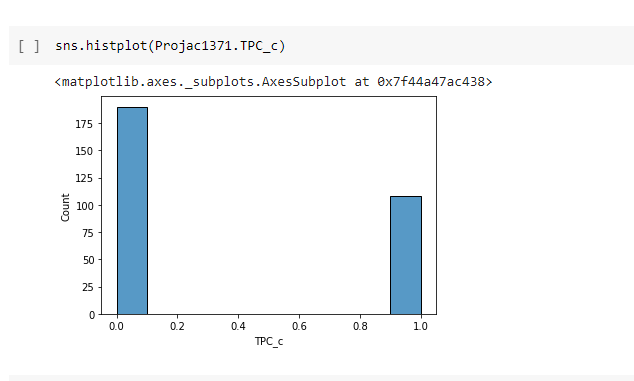 [ ] sns.histplot(Projac1371.TPC_c)
<matplotlib.axes._subplots.AxesSubplot at 0x7f44a47ac438>
175
150
125
100
75
50
25
0
Count
0.0 0.2 0.4 0.6 0.8 1.0
TPC_c